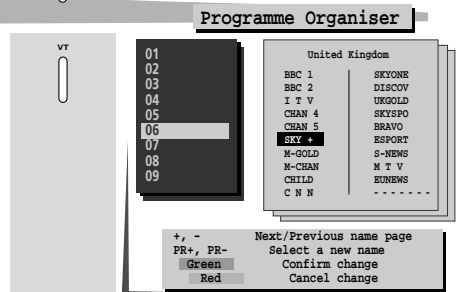 Programme Organiser
VT
01
02
03
04
05
06
07
08
09
United Kingdom
BBC 1 SKYONE
BBC 2 DISCOV
I T V UKGOLD
CHAN 4 SKYSPO
CHAN 5 BRAVO
SKY + ESPORT
M-GOLD S-NEWS
M-CHAN M T V
CHILD EUNEWS
C N N - - - - - - -
+, - Next/Previous name page
PR+, PR- Select a new name
Green Confirm change
Red Cancel change